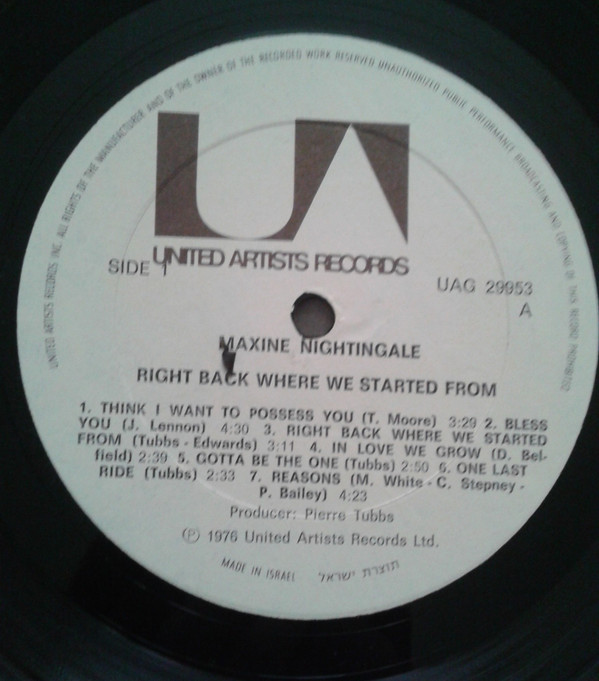 UNITED ARTISTS RECORDS INC. ALL RIGHTS OF THE MANUFACTURER AND OF THE OWNER OF THE RECORDED WORK RESERVED UNAUTHORIZED PUBLIC PERFORMANCE BROADCASTING AND COPYING OF THIS RECORD PROHIBITED
UA
UNITED ARTISTS RECORDS
SIDE 1
UAG 29953
A
MAXINE NIGHTINGALE
RIGHT BACK WHERE WE STARTED FROM
1. THINK I WANT TO POSSESS YOU (T. Moore) 3:29 2. BLESS
YOU (J. Lennon) 4:30 3. RIGHT BACK WHERE WE STARTED
FROM (Tubbs - Edwards) 3:11 4. IN LOVE WE GROW (D. Bel-
field) 2:39 5. GOTTA BE THE ONE (Tubbs) 2:50 6. ONE LAST
RIDE (Tubbs) 2:33 7. REASONS (M. White - C. Stepney -
P. Bailey) 4:23
Producer: Pierre Tubbs
℗ 1976 United Artists Records Ltd.
MADE IN ISRAEL תוצרת ישראל